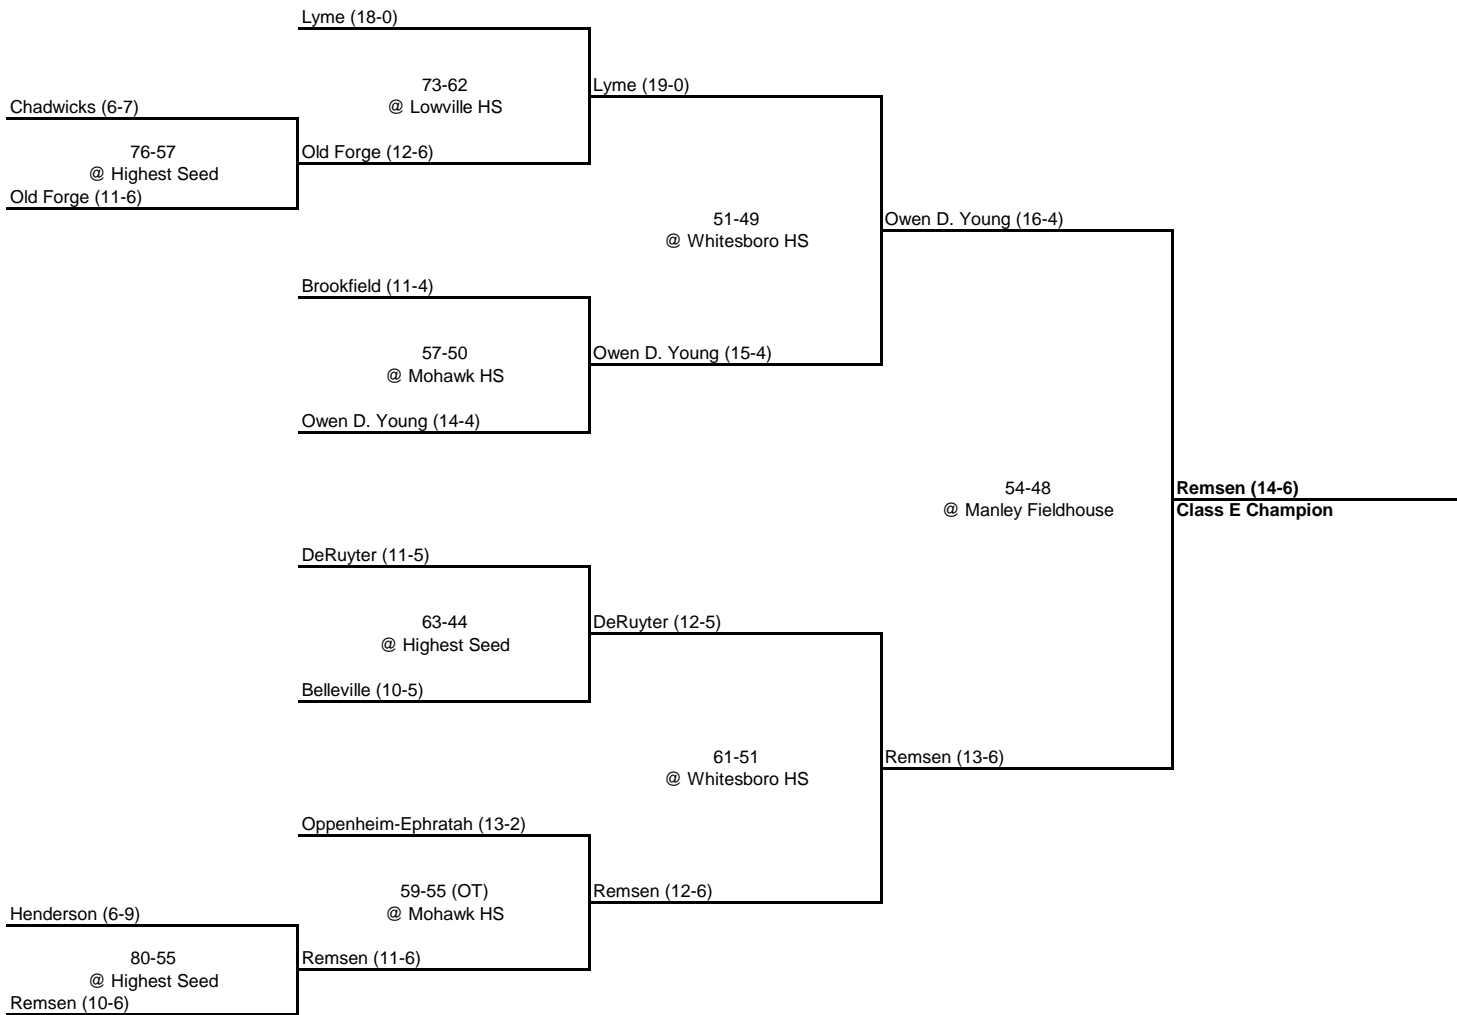 Lyme (18-0)
73-62
@ Lowville HS
Lyme (19-0)
Chadwicks (6-7)
76-57
@ Highest Seed
Old Forge (12-6)
Old Forge (11-6)
51-49
@ Whitesboro HS
Owen D. Young (16-4)
Brookfield (11-4)
57-50
@ Mohawk HS
Owen D. Young (15-4)
Owen D. Young (14-4)
54-48
@ Manley Fieldhouse
Remsen (14-6)
Class E Champion
DeRuyter (11-5)
63-44
@ Highest Seed
DeRuyter (12-5)
Belleville (10-5)
61-51
@ Whitesboro HS
Remsen (13-6)
Oppenheim-Ephratah (13-2)
59-55 (OT)
@ Mohawk HS
Remsen (12-6)
Henderson (6-9)
80-55
@ Highest Seed
Remsen (11-6)
Remsen (10-6)